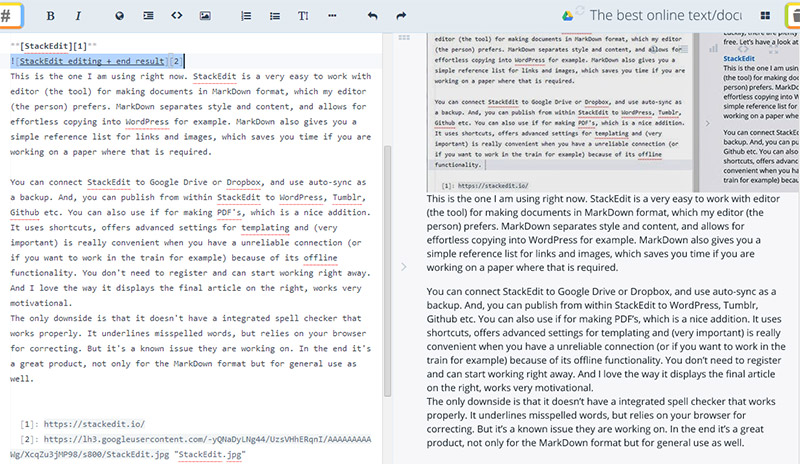 #
B I
The best online text/docu
**[StackEdit][1]**
![StackEdit editing + end result][2]
This is the one I am using right now. StackEdit is a very easy to work with
editor (the tool) for making documents in MarkDown format, which my editor
(the person) prefers. MarkDown separates style and content, and allows for
effortless copying into WordPress for example. MarkDown also gives you a
simple reference list for links and images, which saves you time if you are
working on a paper where that is required.
You can connect StackEdit to Google Drive or Dropbox, and use auto-sync as
a backup. And, you can publish from within StackEdit to WordPress, Tumblr,
Github etc. You can also use if for making PDF's, which is a nice addition.
It uses shortcuts, offers advanced settings for templating and (very
important) is really convenient when you have a unreliable connection (or
if you want to work in the train for example) because of its offline
functionality. You don't need to register and can start working right away.
And I love the way it displays the final article on the right, works very
motivational.
The only downside is that it doesn't have a integrated spell checker that
works properly. It underlines misspelled words, but relies on your browser
for correcting. But it's a known issue they are working on. In the end it's
a great product, not only for the MarkDown format but for general use as
well.
[1]: https://stackedit.io/
[2]: https://lh3.googleusercontent.com/-yQNaDyLNg44/UzsVHhERqnI/AAAAAAAAA
Wg/XcqZu3jMP98/s800/StackEdit.jpg "StackEdit.jpg"
editor (the tool) for making documents in MarkDown format, which my editor
(the person) prefers. MarkDown separates style and content, and allows for
effortless copying into WordPress for example. MarkDown also gives you a
simple reference list for links and images, which saves you time if you are
working on a paper where that is required.
You can connect StackEdit to Google Drive or Dropbox, and use auto-sync as
a backup. And, you can publish from within StackEdit to WordPress, Tumblr,
Github etc. You can also use if for making PDF's, which is a nice addition.
It uses shortcuts, offers advanced settings for templating and (very
important) is really convenient when you have a unreliable connection (or
if you want to work in the train for example) because of its offline
functionality.
[1]: https://stackedit.io/
free. Let's have a look at
StackEdit
This is the one I am using
editor (the tool) for makin
(the person) prefers. Mark
effortless copying into Wo
simple reference list for li
working on a paper where
You can connect StackEd
backup. And, you can pu
Github etc. You can also
shortcuts, offers advanc
convenient when you ha
train for example) becau
This is the one I am using right now. StackEdit is a very easy to work with editor
(the tool) for making documents in MarkDown format, which my editor (the
person) prefers. MarkDown separates style and content, and allows for
effortless copying into WordPress for example. MarkDown also gives you a
simple reference list for links and images, which saves you time if you are
working on a paper where that is required.
You can connect StackEdit to Google Drive or Dropbox, and use auto-sync as a
backup. And, you can publish from within StackEdit to WordPress, Tumblr,
Github etc. You can also use if for making PDF's, which is a nice addition. It uses
shortcuts, offers advanced settings for templating and (very important) is really
convenient when you have a unreliable connection (or if you want to work in the
train for example) because of its offline functionality. You don't need to register
and can start working right away. And I love the way it displays the final article
on the right, works very motivational.
The only downside is that it doesn't have a integrated spell checker that works
properly. It underlines misspelled words, but relies on your browser for
correcting. But it's a known issue they are working on. In the end it's a great
product, not only for the MarkDown format but for general use as well.